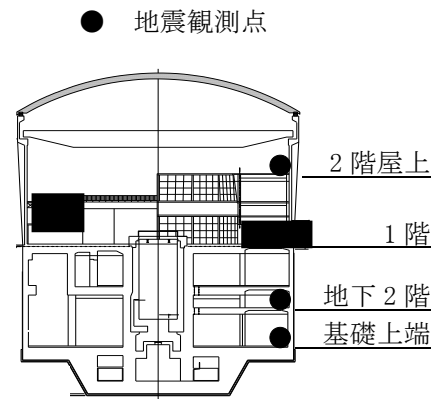 ● 地震観測点
2階屋上
1階
地下2階
基礎上端